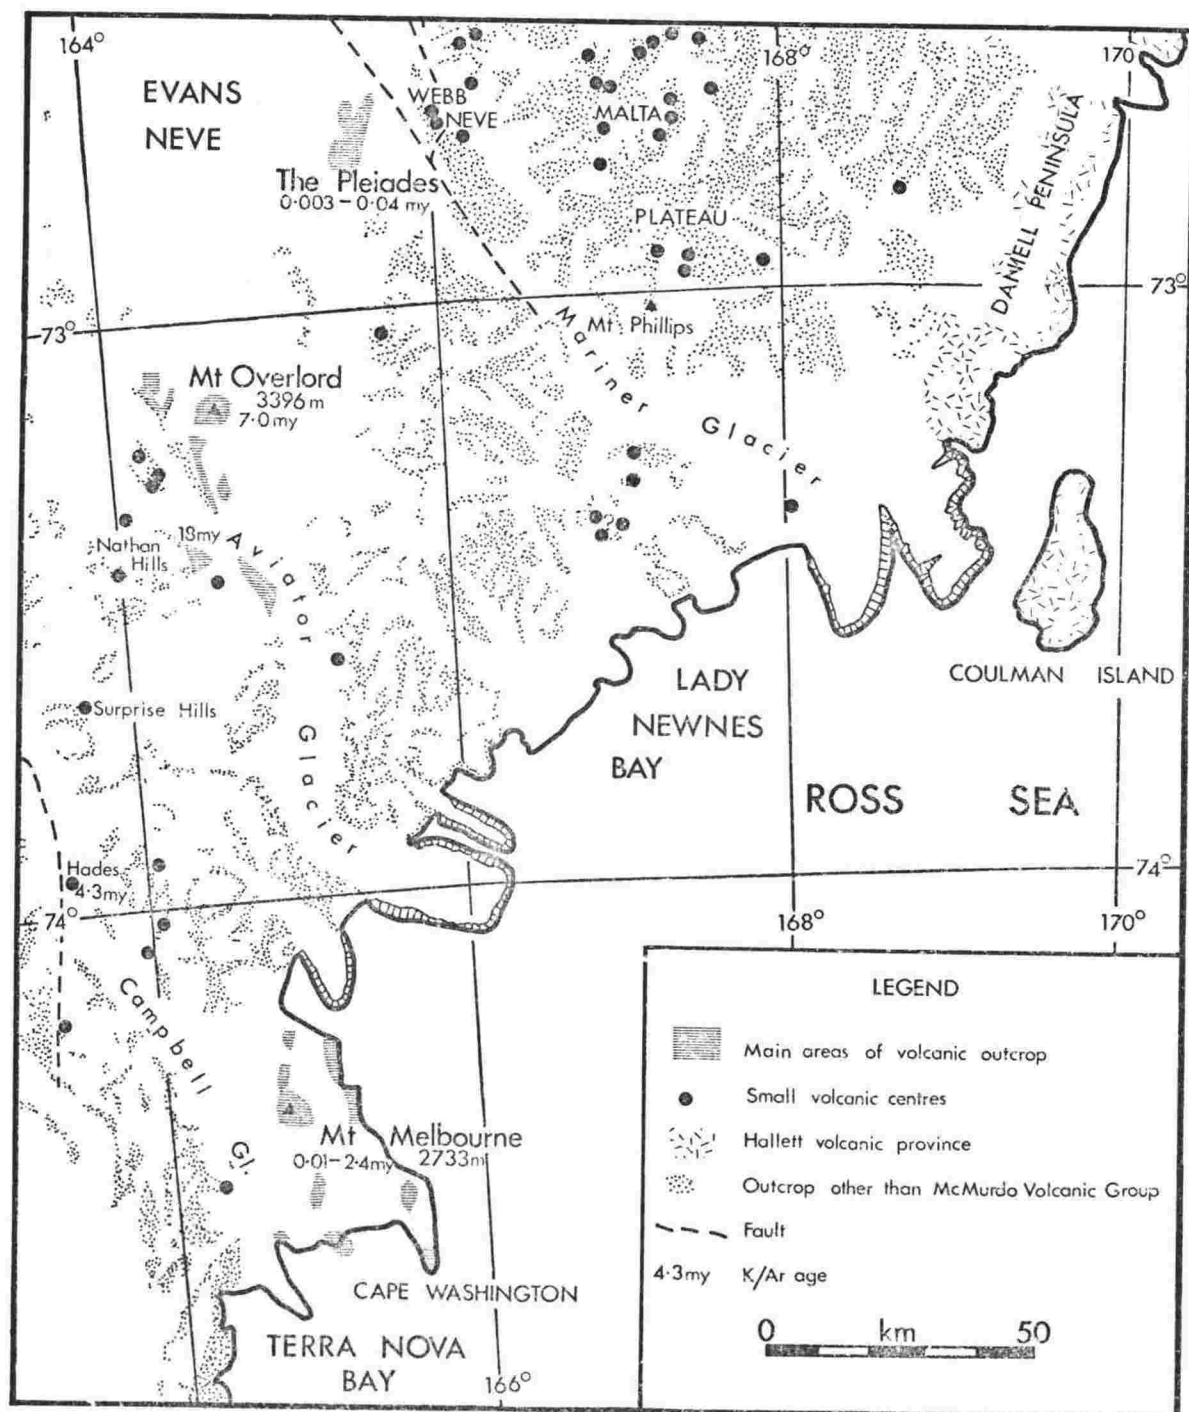 164°
168°
170
EVANS
NEVE
WEBB
NEVE
MALTA
The Pleiades
0·003–0·04 my
PLATEAU
DANIELL PENINSULA
73°
73°
Mt. Phillips
Mariner Glacier
Mt Overlord
3396m
7·0my
18my
Nathan
Hills
?
Aviator Glacier
Surprise Hills
LADY
NEWNES
BAY
COULMAN ISLAND
ROSS SEA
Hades
4·3my
74°
74°
168°
170°
Campbell Gl.
Mt Melbourne
0·01–2·4my 2733m
CAPE WASHINGTON
TERRA NOVA
BAY
166°
LEGEND
Main areas of volcanic outcrop
Small volcanic centres
Hallett volcanic province
Outcrop other than McMurdo Volcanic Group
Fault
4·3my K/Ar age
0 km 50